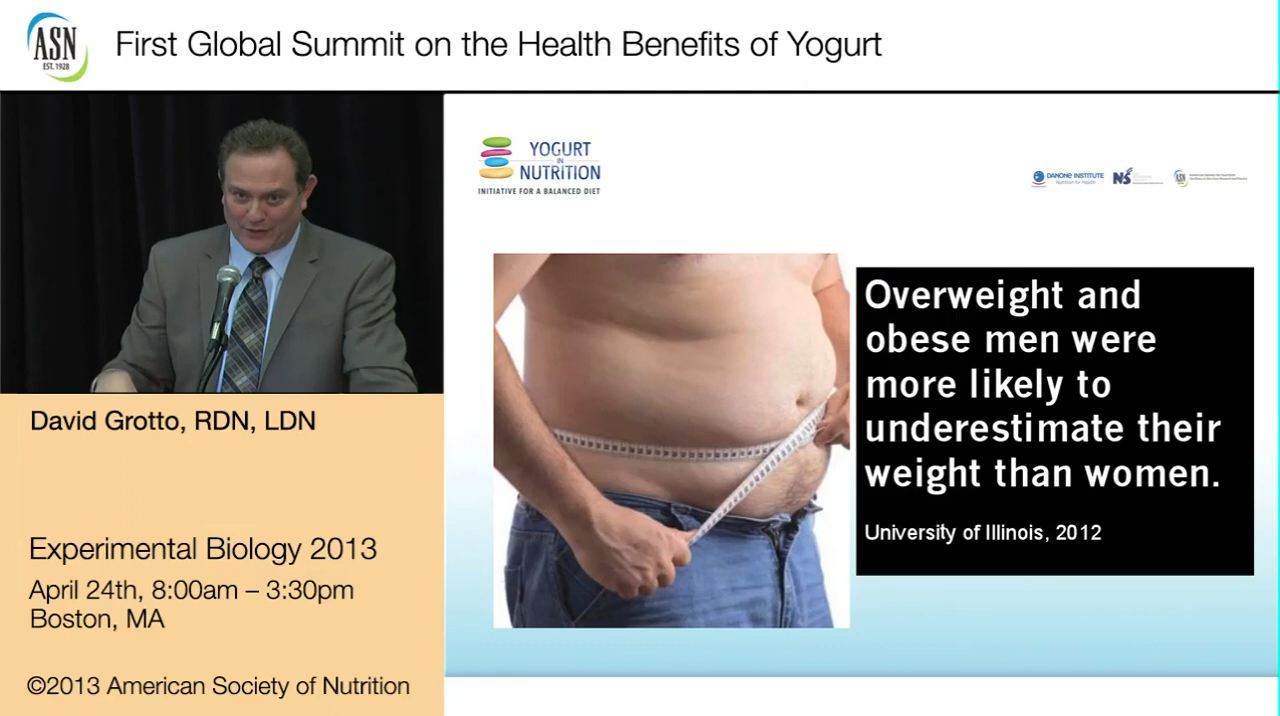 ASN
EST. 1928
First Global Summit on the Health Benefits of Yogurt
YOGURT
IN
NUTRITION
INITIATIVE FOR A BALANCED DIET
DANONE INSTITUTE
Nutrition for Health
NS
ASN
Overweight and
obese men were
more likely to
underestimate their
weight than women.
University of Illinois, 2012
David Grotto, RDN, LDN
Experimental Biology 2013
April 24th, 8:00am – 3:30pm
Boston, MA
©2013 American Society of Nutrition